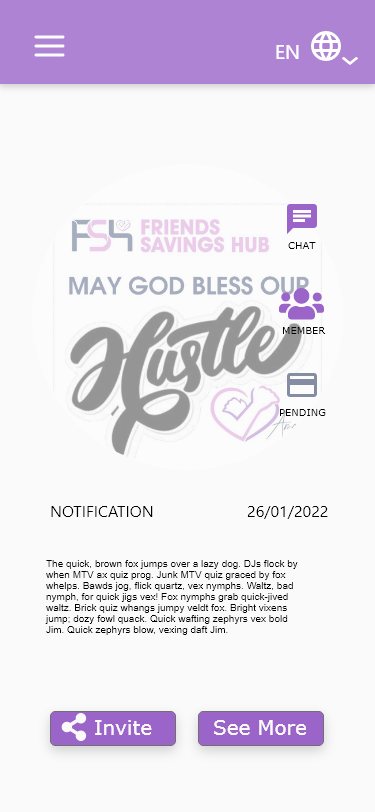 EN
FSH FRIENDS
SAVINGS HUB
CHAT
MAY GOD BLESS OUR
Hustle
MEMBER
PENDING
NOTIFICATION 26/01/2022
The quick, brown fox jumps over a lazy dog. DJs flock by
when MTV ax quiz prog. Junk MTV quiz graced by fox
whelps. Bawds jog, flick quartz, vex nymphs. Waltz, bad
nymph, for quick jigs vex! Fox nymphs grab quick-jived
waltz. Brick quiz whangs jumpy veldt fox. Bright vixens
jump; dozy fowl quack. Quick wafting zephyrs vex bold
Jim. Quick zephyrs blow, vexing daft Jim.
Invite See More